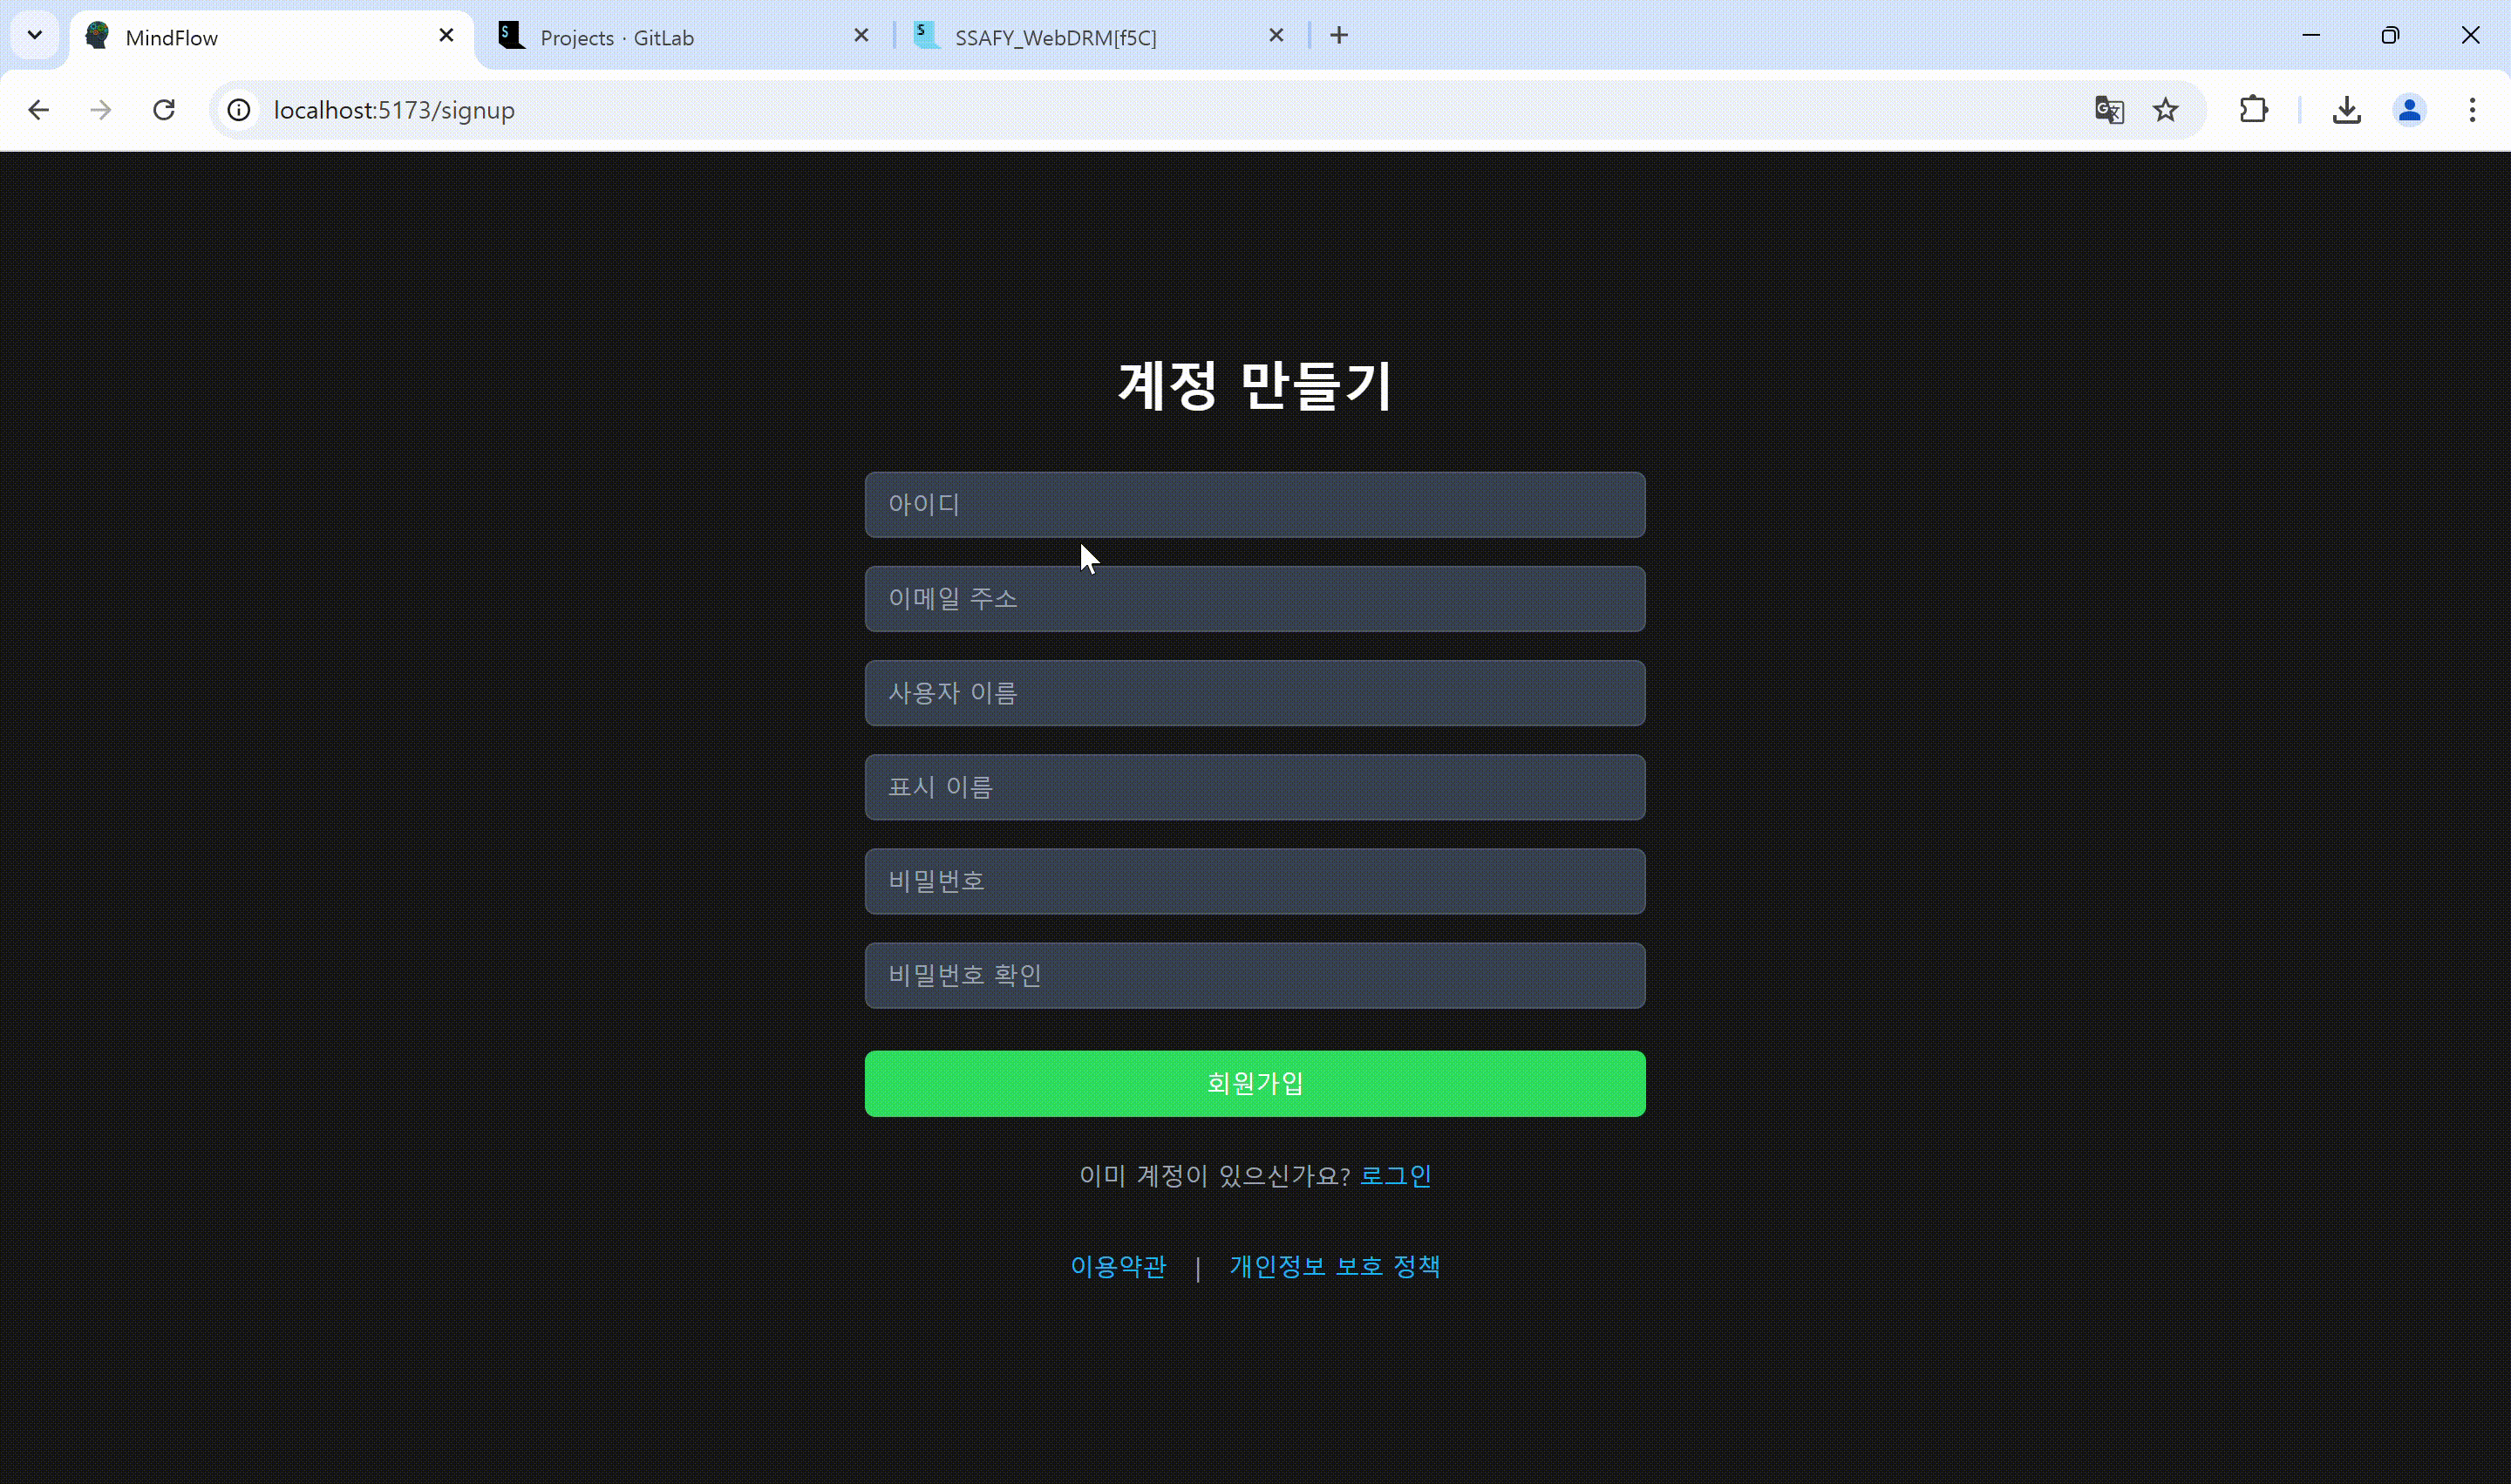 MindFlow
Projects · GitLab
SSAFY_WebDRM[f5C]
localhost:5173/signup
계정 만들기
아이디
이메일 주소
사용자 이름
표시 이름
비밀번호
비밀번호 확인
회원가입
이미 계정이 있으신가요? 로그인
이용약관 | 개인정보 보호 정책